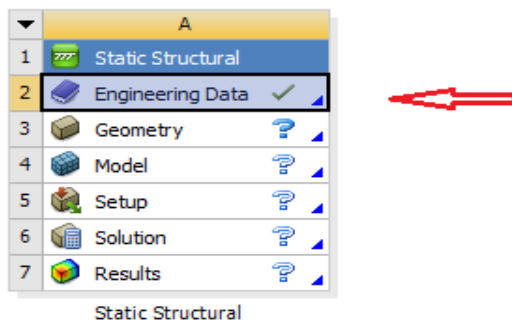 A
1 Static Structural
2 Engineering Data
3 Geometry
4 Model
5 Setup
6 Solution
7 Results
Static Structural